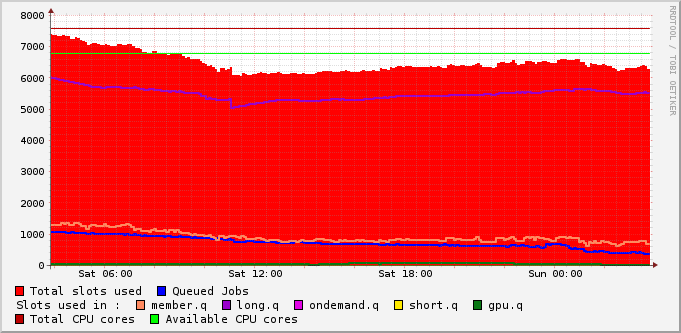 8000
7000
6000
5000
4000
3000
2000
1000
0
Sat 06:00 Sat 12:00 Sat 18:00 Sun 00:00
Total slots used Queued Jobs
Slots used in : member.q long.q ondemand.q short.q gpu.q
Total CPU cores Available CPU cores
RRDTOOL / TOBI OETIKER